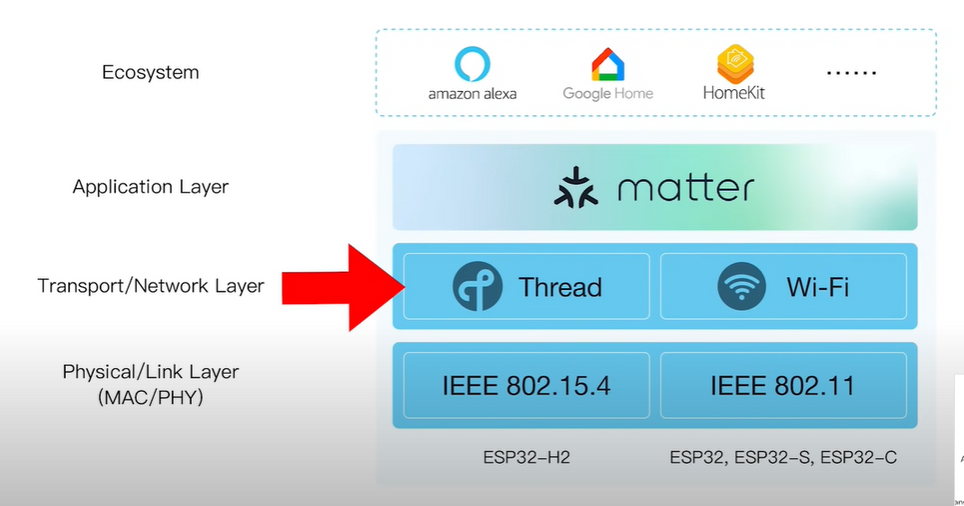 Ecosystem
amazon alexa
Google Home
HomeKit
......
Application Layer
matter
Transport/Network Layer
Thread
Wi-Fi
Physical/Link Layer
(MAC/PHY)
IEEE 802.15.4
IEEE 802.11
ESP32-H2
ESP32, ESP32-S, ESP32-C